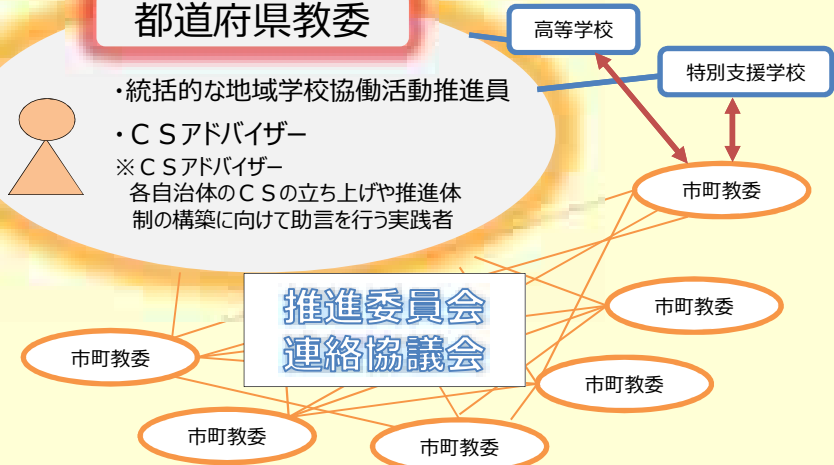 都道府県教委
高等学校
特別支援学校
・統括的な地域学校協働活動推進員
・ＣＳアドバイザー
※ＣＳアドバイザー
各自治体のＣＳの立ち上げや推進体
制の構築に向けて助言を行う実践者
市町教委
推進委員会
連絡協議会
市町教委
市町教委
市町教委
市町教委
市町教委